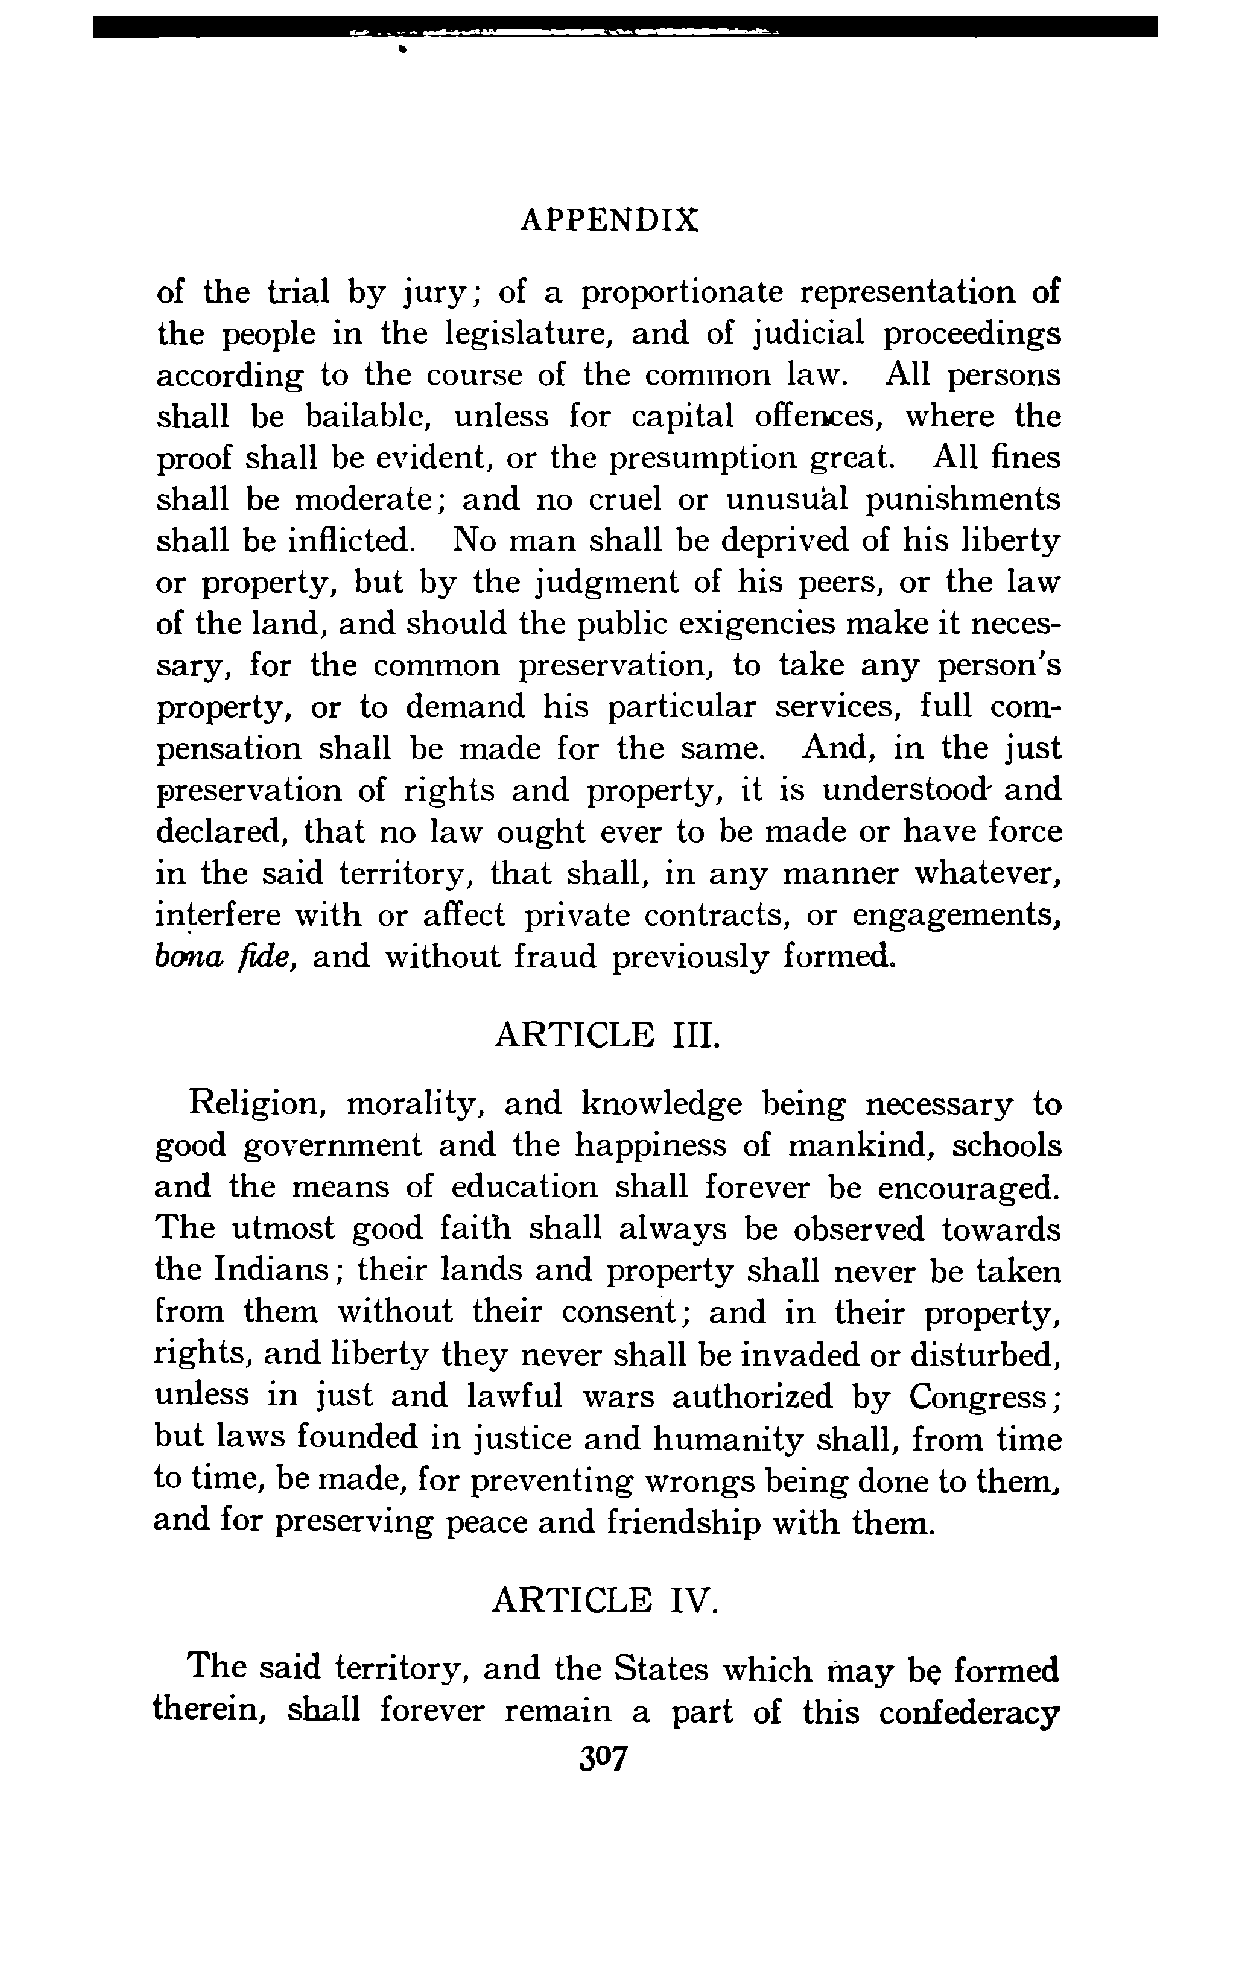 APPENDIX
of the trial by jury; of a proportionate representation of
the people in the legislature, and of judicial proceedings
according to the course of the common law. All persons
shall be bailable, unless for capital offences, where the
proof shall be evident, or the presumption great. All fines
shall be moderate; and no cruel or unusual punishments
shall be inflicted. No man shall be deprived of his liberty
or property, but by the judgment of his peers, or the law
of the land, and should the public exigencies make it neces-
sary, for the common preservation, to take any person's
property, or to demand his particular services, full com-
pensation shall be made for the same. And, in the just
preservation of rights and property, it is understood and
declared, that no law ought ever to be made or have force
in the said territory, that shall, in any manner whatever,
interfere with or affect private contracts, or engagements,
bona fide, and without fraud previously formed.
ARTICLE III.
Religion, morality, and knowledge being necessary to
good government and the happiness of mankind, schools
and the means of education shall forever be encouraged.
The utmost good faith shall always be observed towards
the Indians; their lands and property shall never be taken
from them without their consent; and in their property,
rights, and liberty they never shall be invaded or disturbed,
unless in just and lawful wars authorized by Congress;
but laws founded in justice and humanity shall, from time
to time, be made, for preventing wrongs being done to them,
and for preserving peace and friendship with them.
ARTICLE IV.
The said territory, and the States which may be formed
therein, shall forever remain a part of this confederacy
307